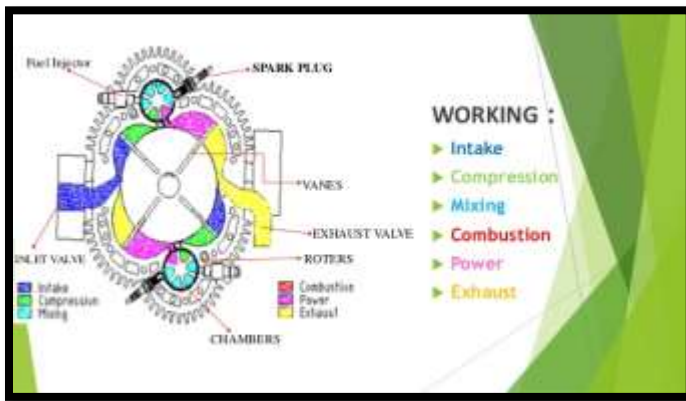 Fuel Injector
SPARK PLUG
VANES
EXHAUST VALVE
INLET VALVE
ROTERS
CHAMBERS
Intake
Compression
Mixing
Combustion
Power
Exhaust
WORKING :
Intake
Compression
Mixing
Combustion
Power
Exhaust